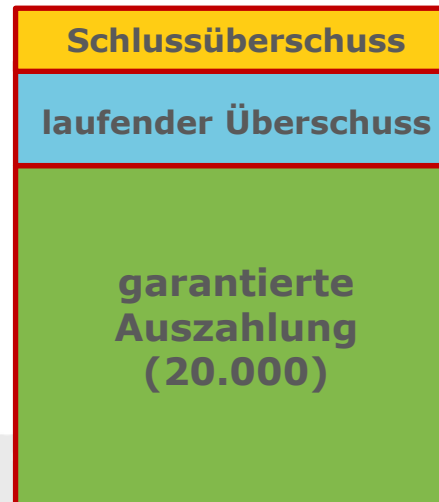 Schlussüberschuss
laufender Überschuss
garantierte
Auszahlung
(20.000)